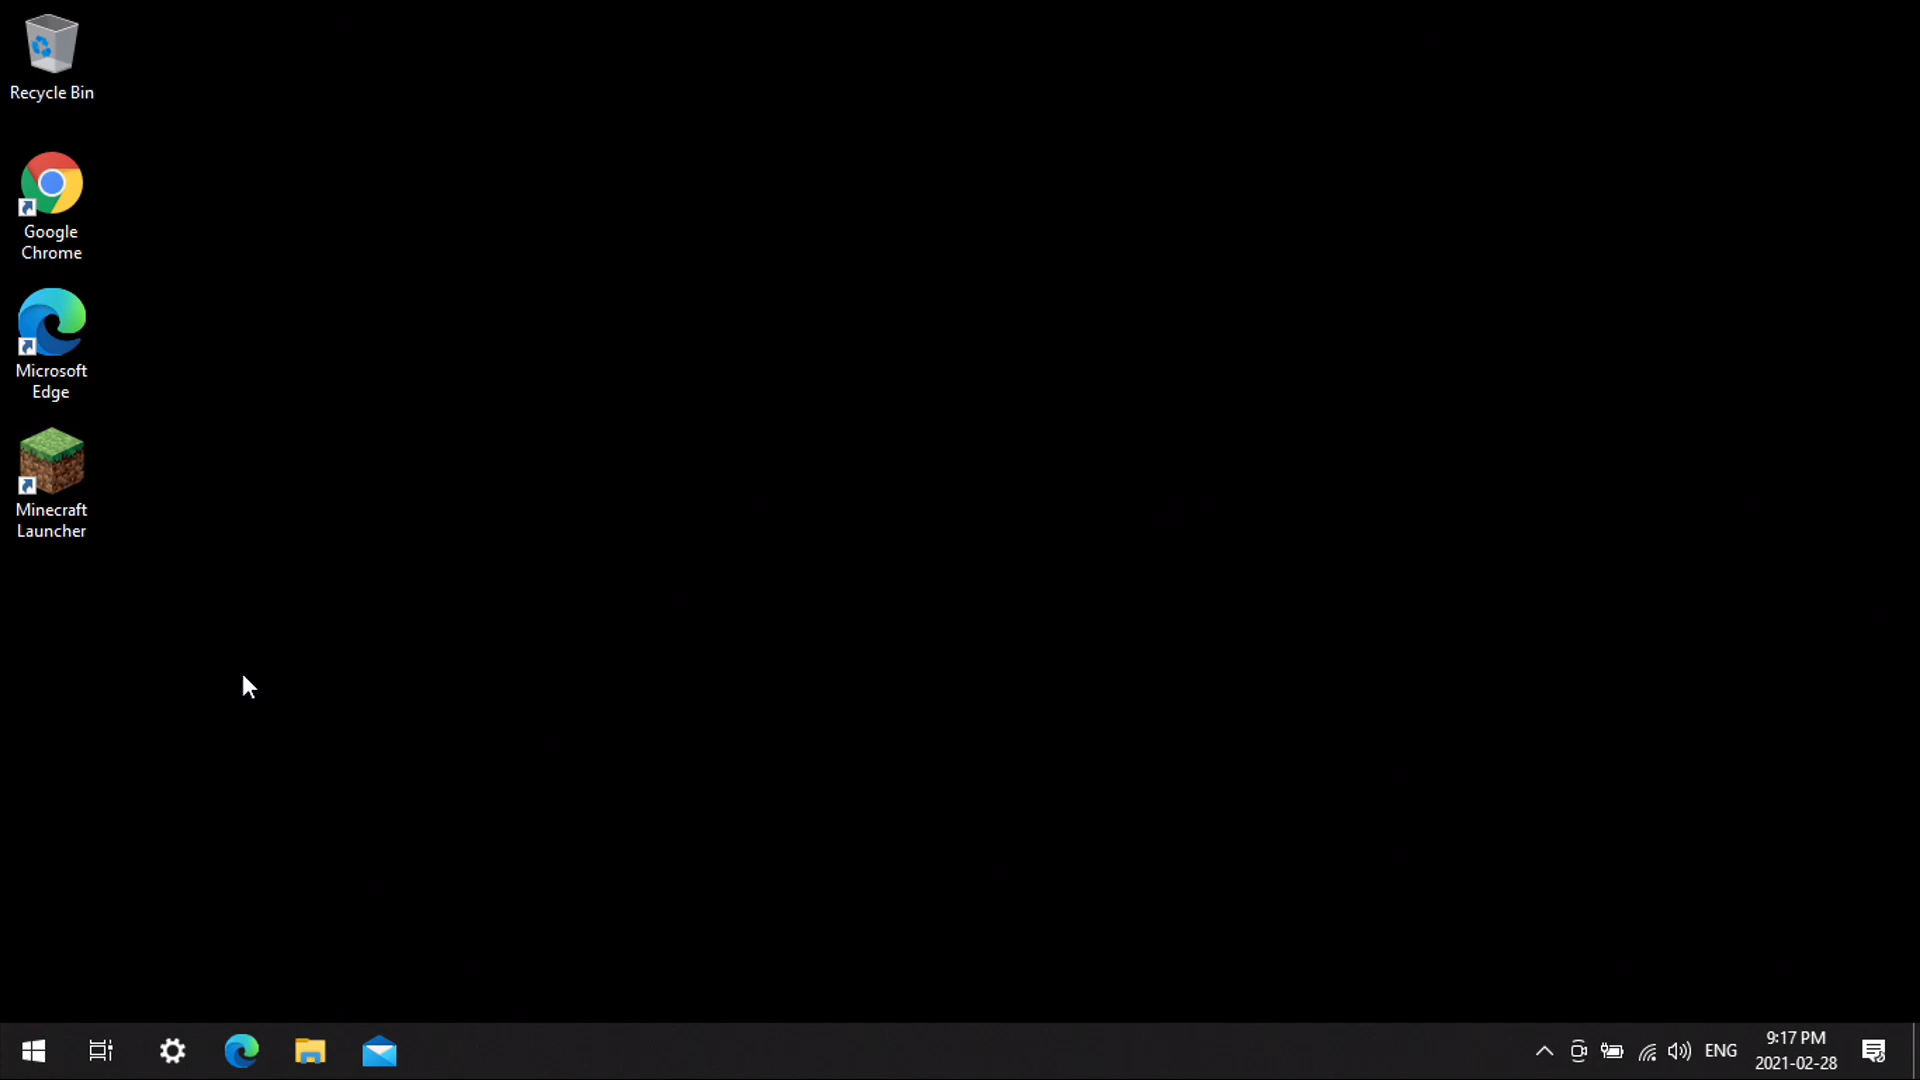 Recycle Bin
Google
Chrome
Microsoft
Edge
Minecraft
Launcher
ENG
9:17 PM
2021-02-28